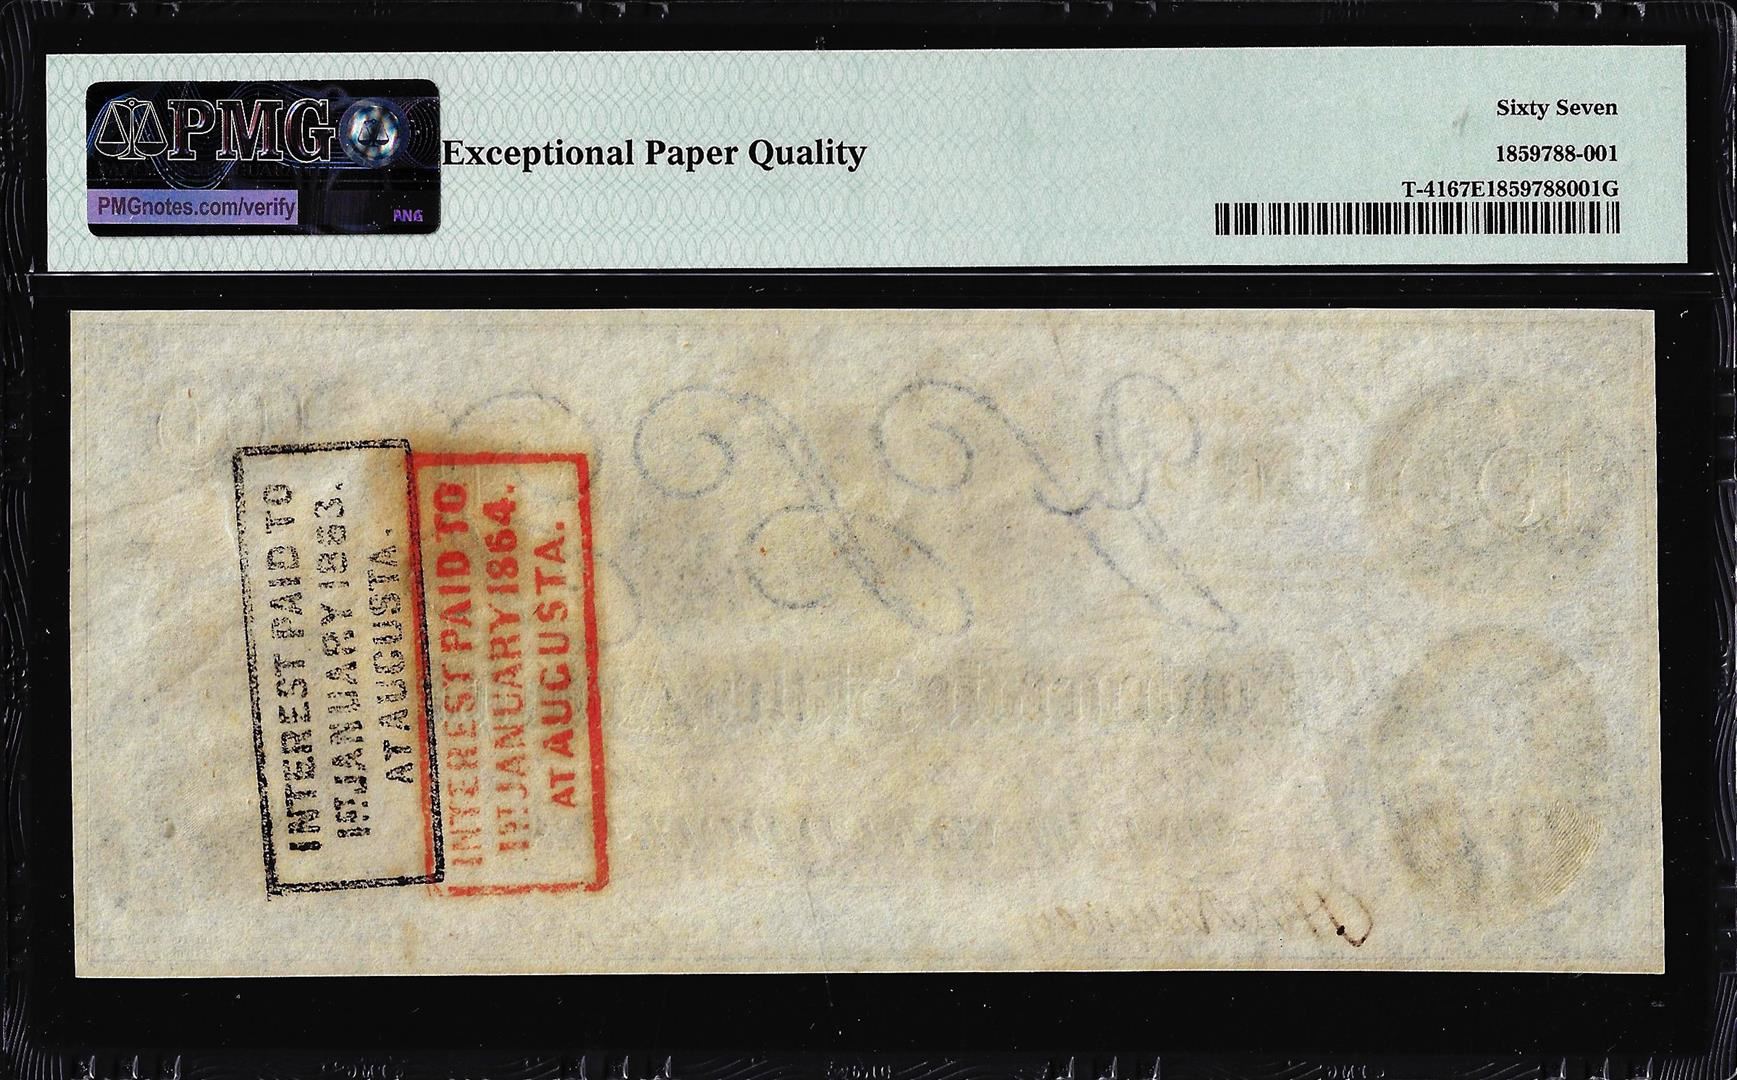 PMG
PMGnotes.com/verify
PNG
Exceptional Paper Quality
Sixty Seven
1859788-001
T-4167E1859788001G
INTEREST PAID TO
1ST JANUARY 1863.
AT AUGUSTA.
INTEREST PAID TO
1ST JANUARY 1864.
AT AUGUSTA.